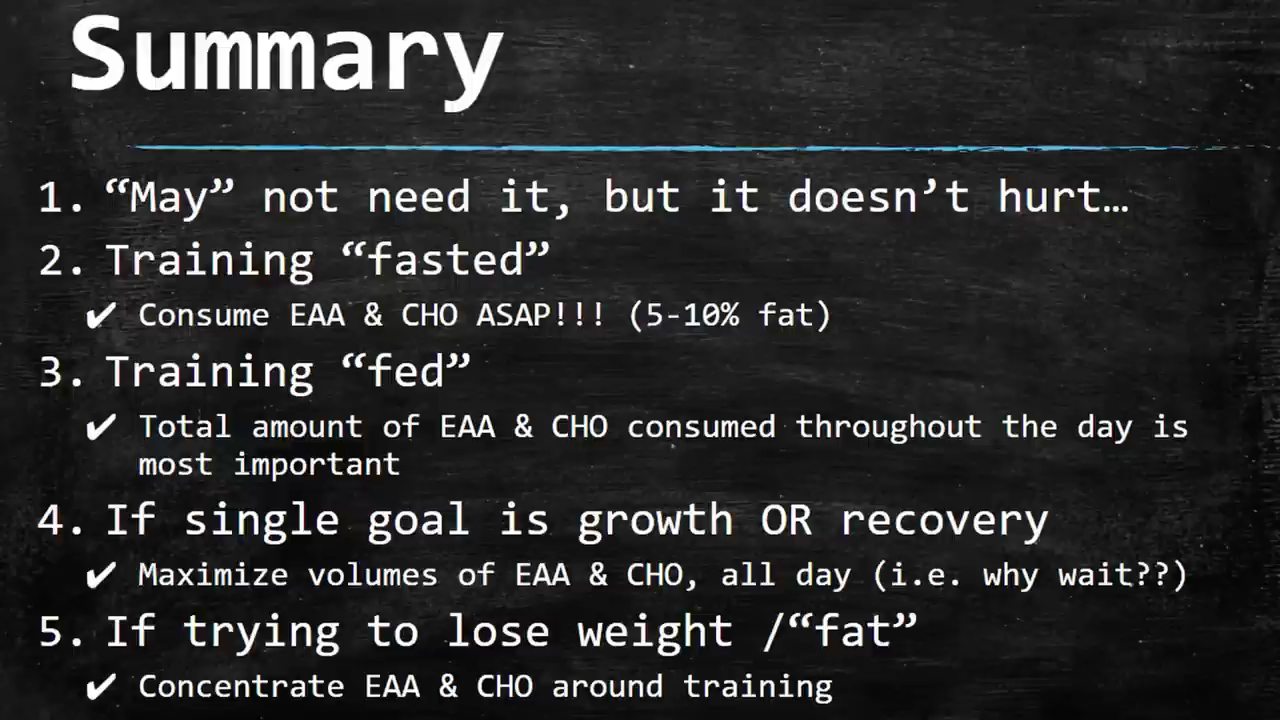 Summary
1. “May” not need it, but it doesn’t hurt…
2. Training “fasted”
✔ Consume EAA & CHO ASAP!!! (5-10% fat)
3. Training “fed”
✔ Total amount of EAA & CHO consumed throughout the day is
most important
4. If single goal is growth OR recovery
✔ Maximize volumes of EAA & CHO, all day (i.e. why wait??)
5. If trying to lose weight /“fat”
✔ Concentrate EAA & CHO around training